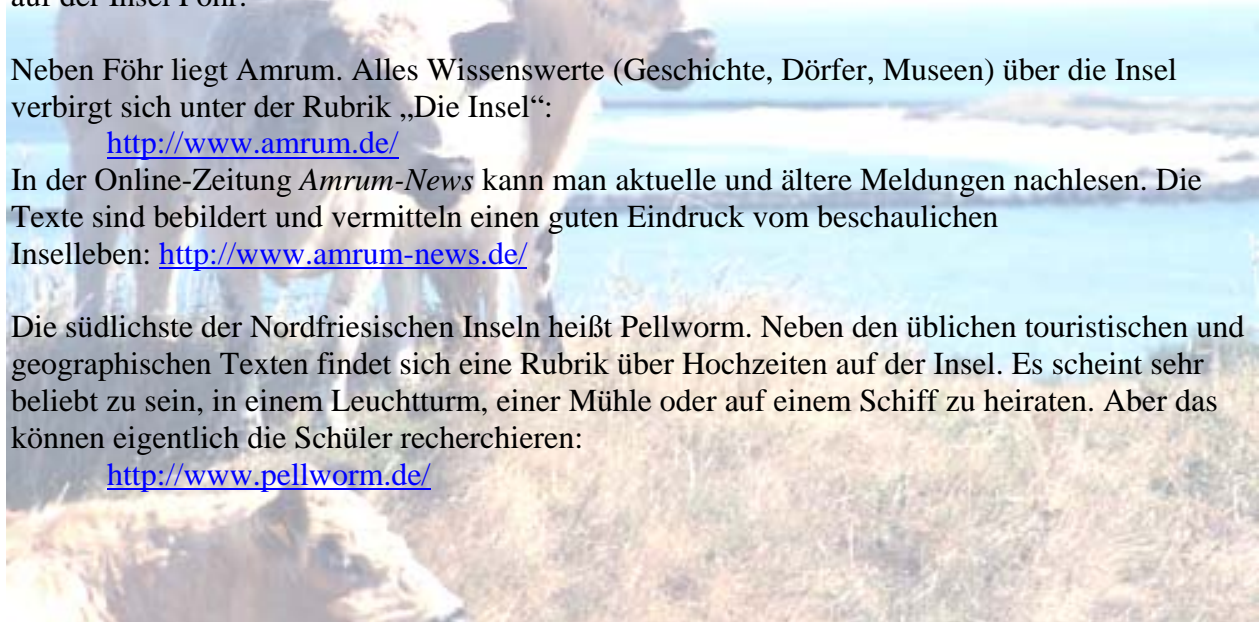 auf der Insel Föhr.
Neben Föhr liegt Amrum. Alles Wissenswerte (Geschichte, Dörfer, Museen) über die Insel
verbirgt sich unter der Rubrik „Die Insel“:
http://www.amrum.de/
In der Online-Zeitung Amrum-News kann man aktuelle und ältere Meldungen nachlesen. Die
Texte sind bebildert und vermitteln einen guten Eindruck vom beschaulichen
Inselleben: http://www.amrum-news.de/
Die südlichste der Nordfriesischen Inseln heißt Pellworm. Neben den üblichen touristischen und
geographischen Texten findet sich eine Rubrik über Hochzeiten auf der Insel. Es scheint sehr
beliebt zu sein, in einem Leuchtturm, einer Mühle oder auf einem Schiff zu heiraten. Aber das
können eigentlich die Schüler recherchieren:
http://www.pellworm.de/